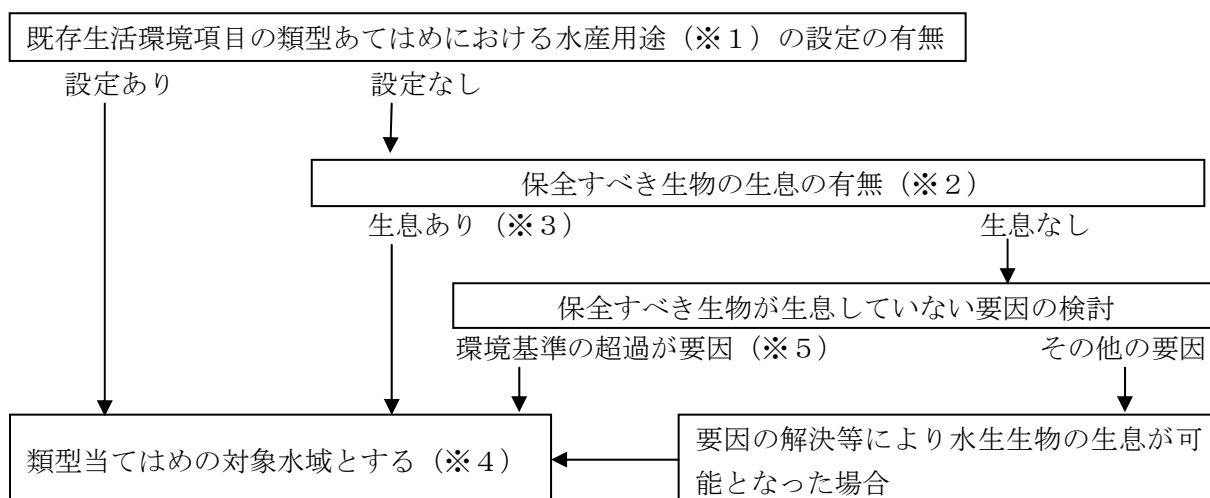 既存生活環境項目の類型あてはめにおける水産用途(※1)の設定の有無
設定あり
設定なし
保全すべき生物の生息の有無(※2)
生息あり(※3)
生息なし
保全すべき生物が生息していない要因の検討
環境基準の超過が要因(※5)
その他の要因
類型当てはめの対象水域とする(※4)
要因の解決等により水生生物の生息が可
能となった場合